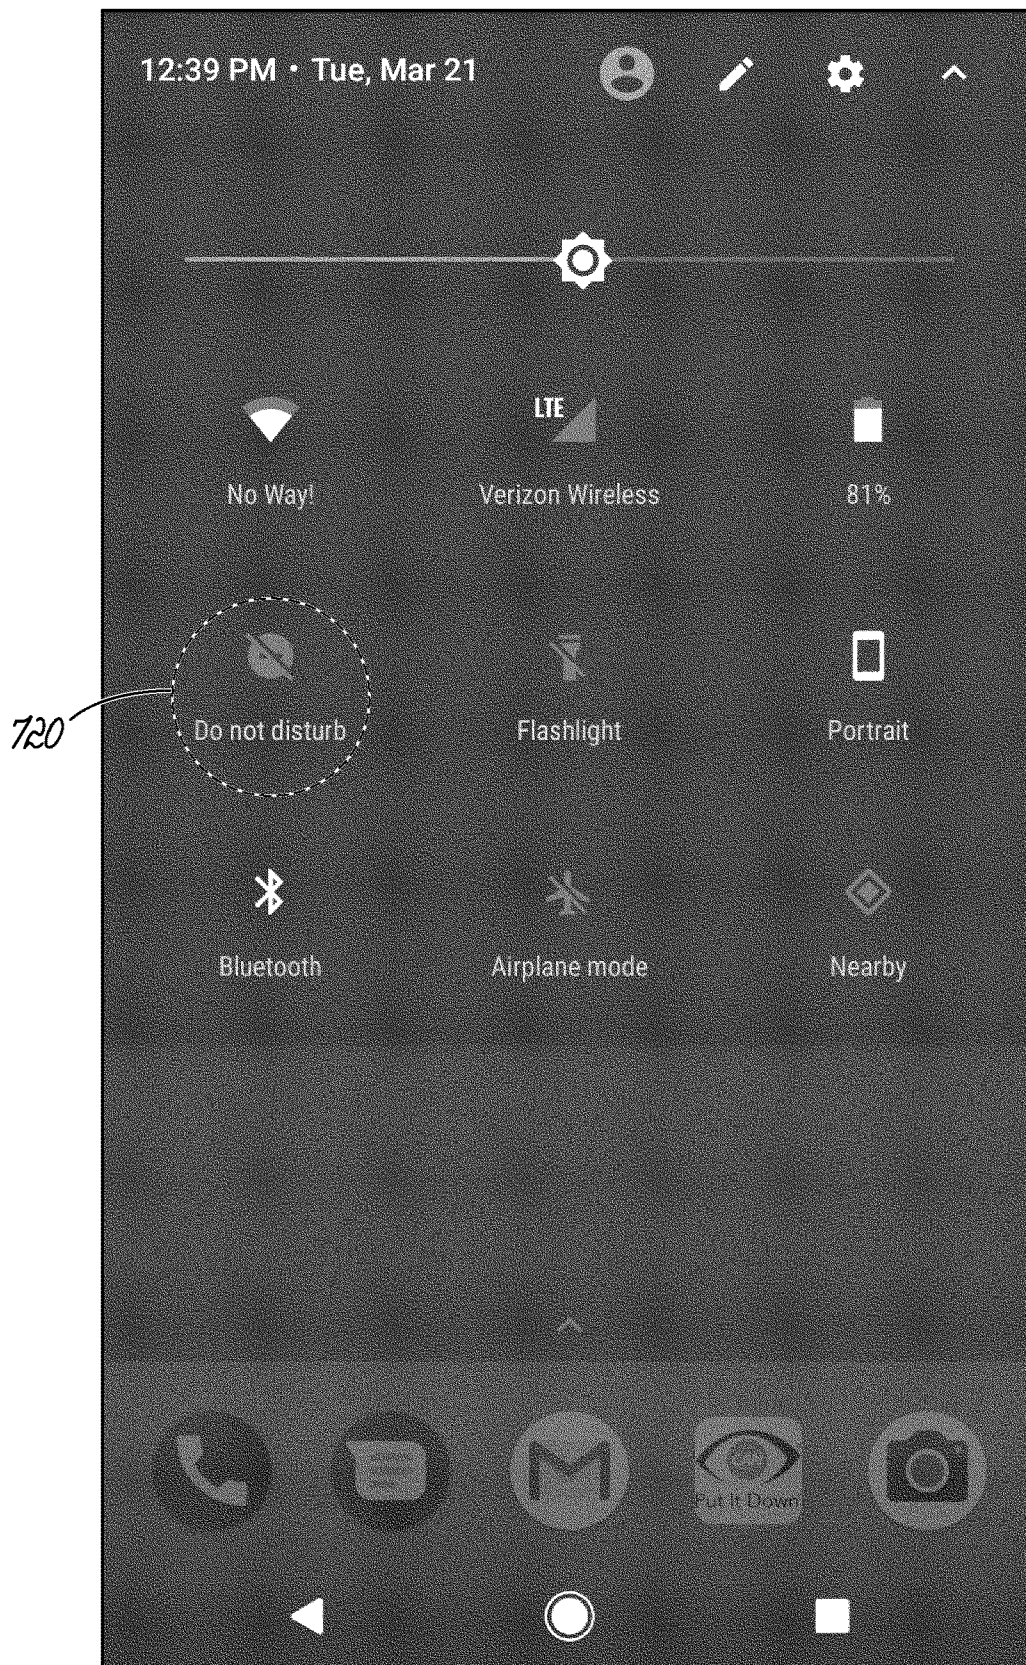 12:39 PM • Tue, Mar 21
LTE
No Way!
Verizon Wireless
81%
Do not disturb
Flashlight
Portrait
720
Bluetooth
Airplane mode
Nearby
Put It Down